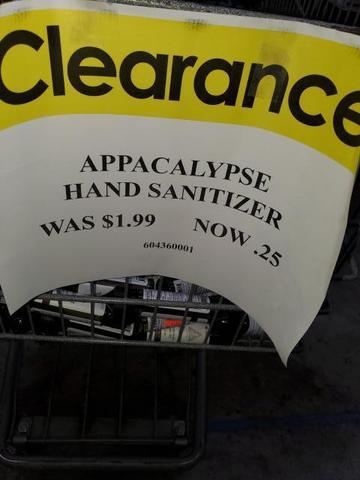 Clearance
APPACALYPSE
HAND SANITIZER
WAS $1.99 NOW .25
604360001